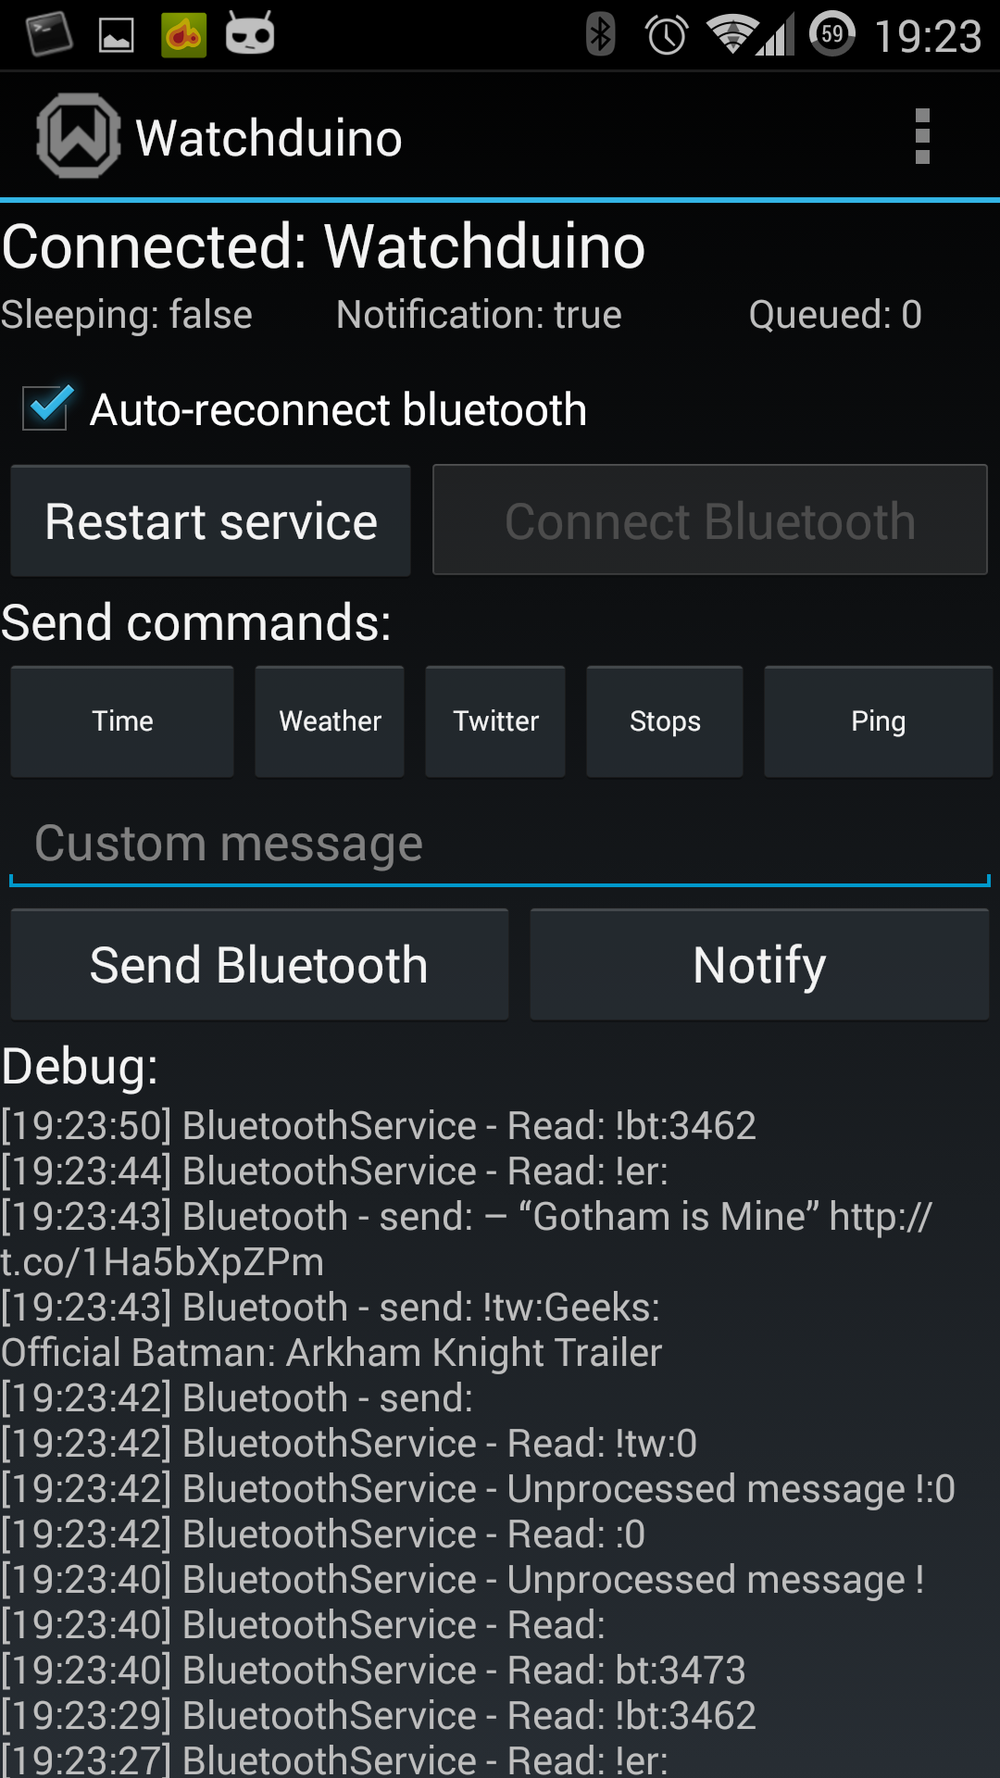 59 19:23
Watchduino
Connected: Watchduino
Sleeping: false Notification: true Queued: 0
Auto-reconnect bluetooth
Restart service Connect Bluetooth
Send commands:
Time Weather Twitter Stops Ping
Custom message
Send Bluetooth Notify
Debug:
[19:23:50] BluetoothService - Read: !bt:3462
[19:23:44] BluetoothService - Read: !er:
[19:23:43] Bluetooth - send: – “Gotham is Mine” http://
t.co/1Ha5bXpZPm
[19:23:43] Bluetooth - send: !tw:Geeks:
Official Batman: Arkham Knight Trailer
[19:23:42] Bluetooth - send:
[19:23:42] BluetoothService - Read: !tw:0
[19:23:42] BluetoothService - Unprocessed message !:0
[19:23:42] BluetoothService - Read: :0
[19:23:40] BluetoothService - Unprocessed message !
[19:23:40] BluetoothService - Read:
[19:23:40] BluetoothService - Read: bt:3473
[19:23:29] BluetoothService - Read: !bt:3462
[19:23:27] BluetoothService - Read: !er: